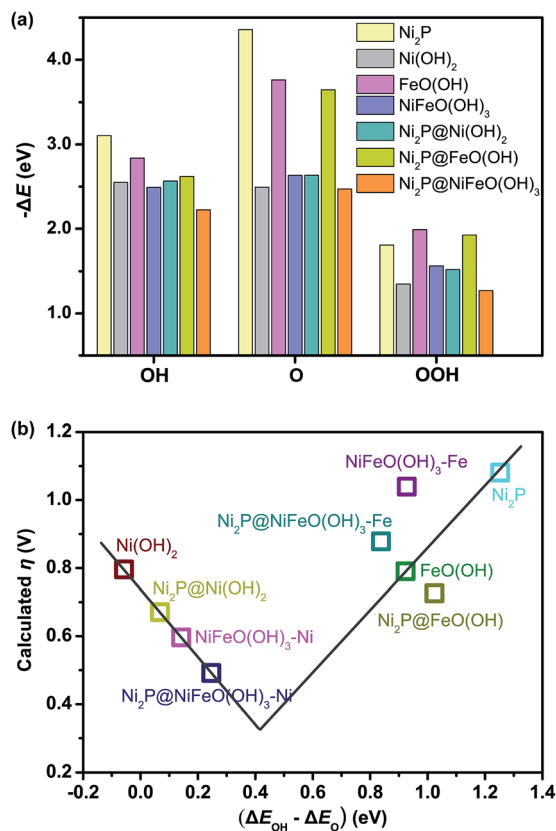 (a)
-ΔE (eV)
4.0
3.0
2.0
1.0
Ni₂P
Ni(OH)₂
FeO(OH)
NiFeO(OH)₃
Ni₂P@Ni(OH)₂
Ni₂P@FeO(OH)
Ni₂P@NiFeO(OH)₃
OH O OOH
(b)
Calculated η (V)
1.2
1.0
0.8
0.6
0.4
0.2
NiFeO(OH)₃-Fe
Ni₂P
Ni₂P@NiFeO(OH)₃-Fe
Ni(OH)₂
FeO(OH)
Ni₂P@Ni(OH)₂
Ni₂P@FeO(OH)
NiFeO(OH)₃-Ni
Ni₂P@NiFeO(OH)₃-Ni
-0.2 0.0 0.2 0.4 0.6 0.8 1.0 1.2 1.4
(ΔE_OH - ΔE_O) (eV)